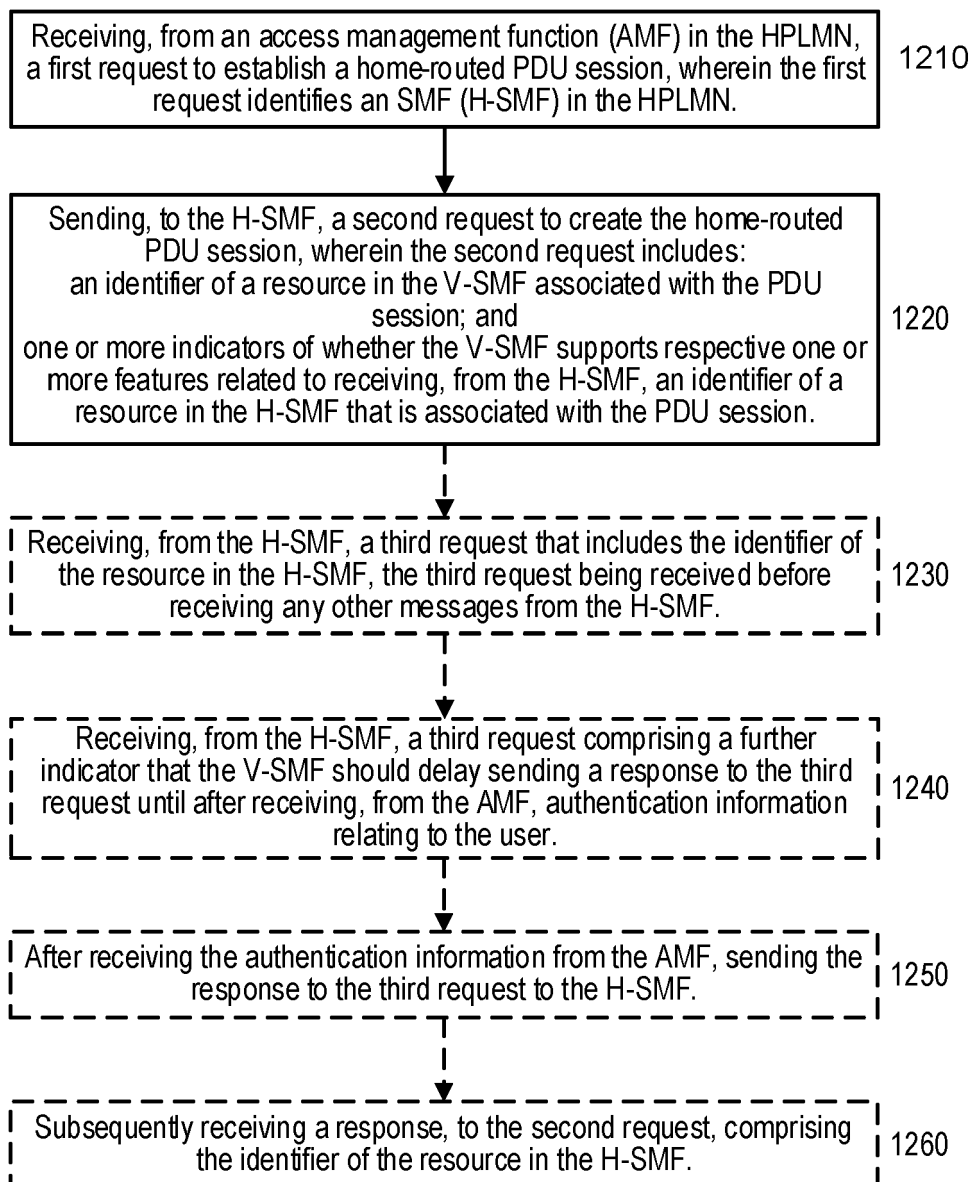 Receiving, from an access management function (AMF) in the HPLMN,
a first request to establish a home-routed PDU session, wherein the first
request identifies an SMF (H-SMF) in the HPLMN.
1210
Sending, to the H-SMF, a second request to create the home-routed
PDU session, wherein the second request includes:
an identifier of a resource in the V-SMF associated with the PDU
session; and
one or more indicators of whether the V-SMF supports respective one or
more features related to receiving, from the H-SMF, an identifier of a
resource in the H-SMF that is associated with the PDU session.
1220
Receiving, from the H-SMF, a third request that includes the identifier of
the resource in the H-SMF, the third request being received before
receiving any other messages from the H-SMF.
1230
Receiving, from the H-SMF, a third request comprising a further
indicator that the V-SMF should delay sending a response to the third
request until after receiving, from the AMF, authentication information
relating to the user.
1240
After receiving the authentication information from the AMF, sending the
response to the third request to the H-SMF.
1250
Subsequently receiving a response, to the second request, comprising
the identifier of the resource in the H-SMF.
1260